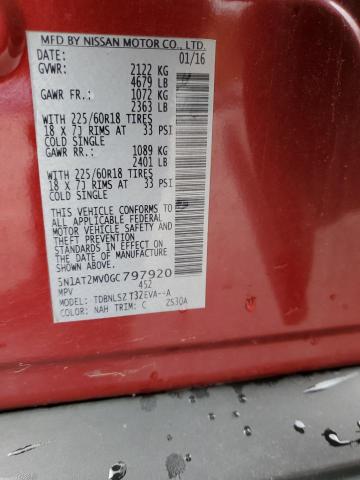 MFD BY NISSAN MOTOR CO., LTD.
DATE: 01/16
GVWR: 2122 KG
4679 LB
GAWR FR.: 1072 KG
2363 LB
WITH 225/60R18 TIRES
18 X 7J RIMS AT 33 PSI
COLD SINGLE
GAWR RR.: 1089 KG
2401 LB
WITH 225/60R18 TIRES
18 X 7J RIMS AT 33 PSI
COLD SINGLE
THIS VEHICLE CONFORMS TO
ALL APPLICABLE FEDERAL
MOTOR VEHICLE SAFETY AND
THEFT PREVENTION
STANDARDS IN EFFECT ON THE
DATE OF MANUFACTURE
5N1AT2MV0GC797920
MPV 452
MODEL: TDBNLSZ T32EVA--A
COLOR: NAH TRIM: C ZS30A